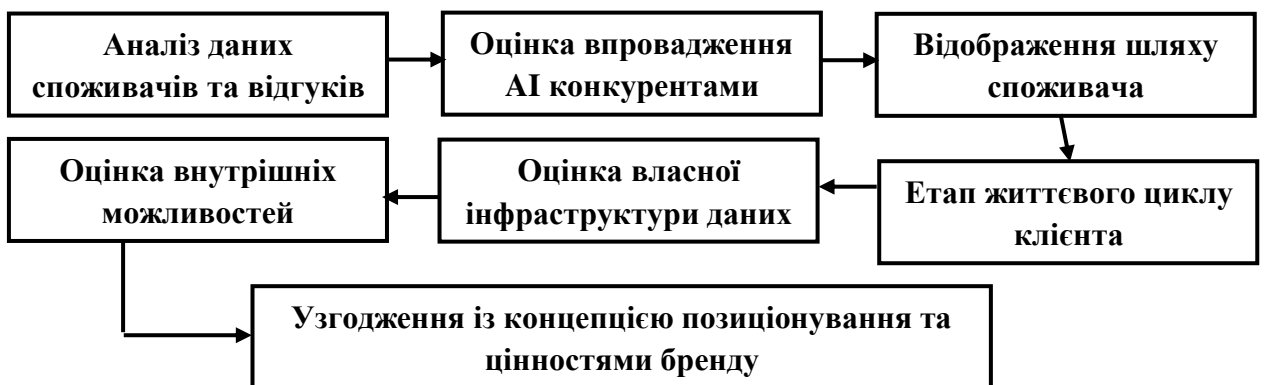 Аналіз даних
споживачів та відгуків
Оцінка впровадження
AI конкурентами
Відображення шляху
споживача
Етап життєвого циклу
клієнта
Оцінка власної
інфраструктури даних
Оцінка внутрішніх
можливостей
Узгодження із концепцією позиціонування та
цінностями бренду